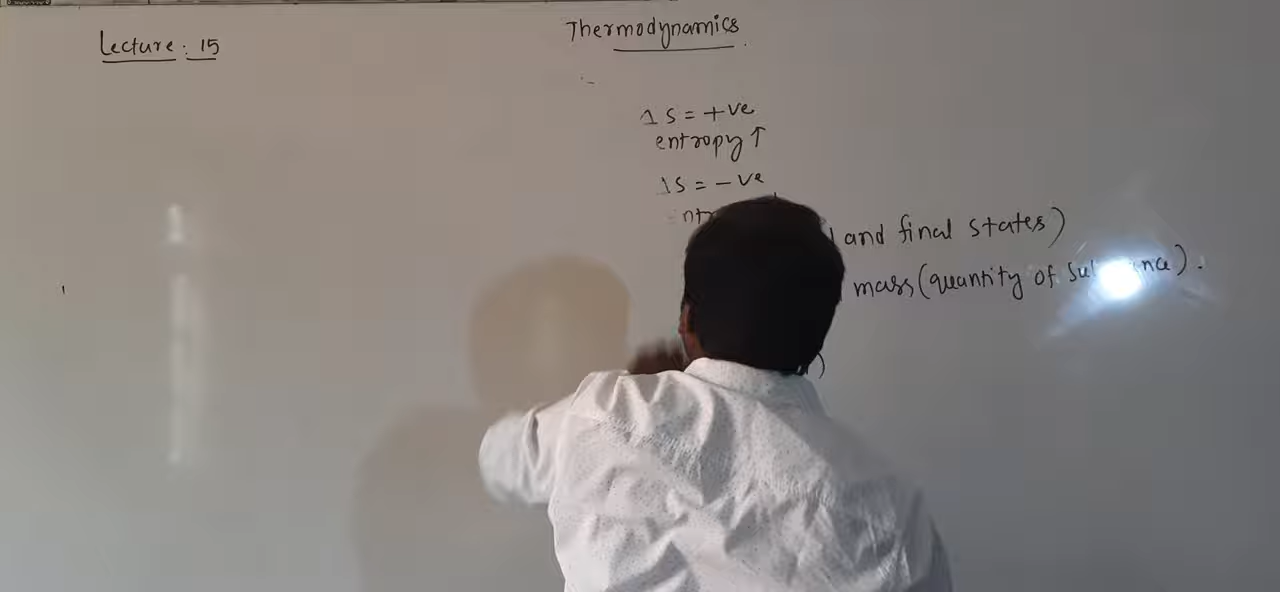 Lecture: 15
Thermodynamics
ΔS = +ve
entropy ↑
ΔS = -ve
and final states)
mass (quantity of